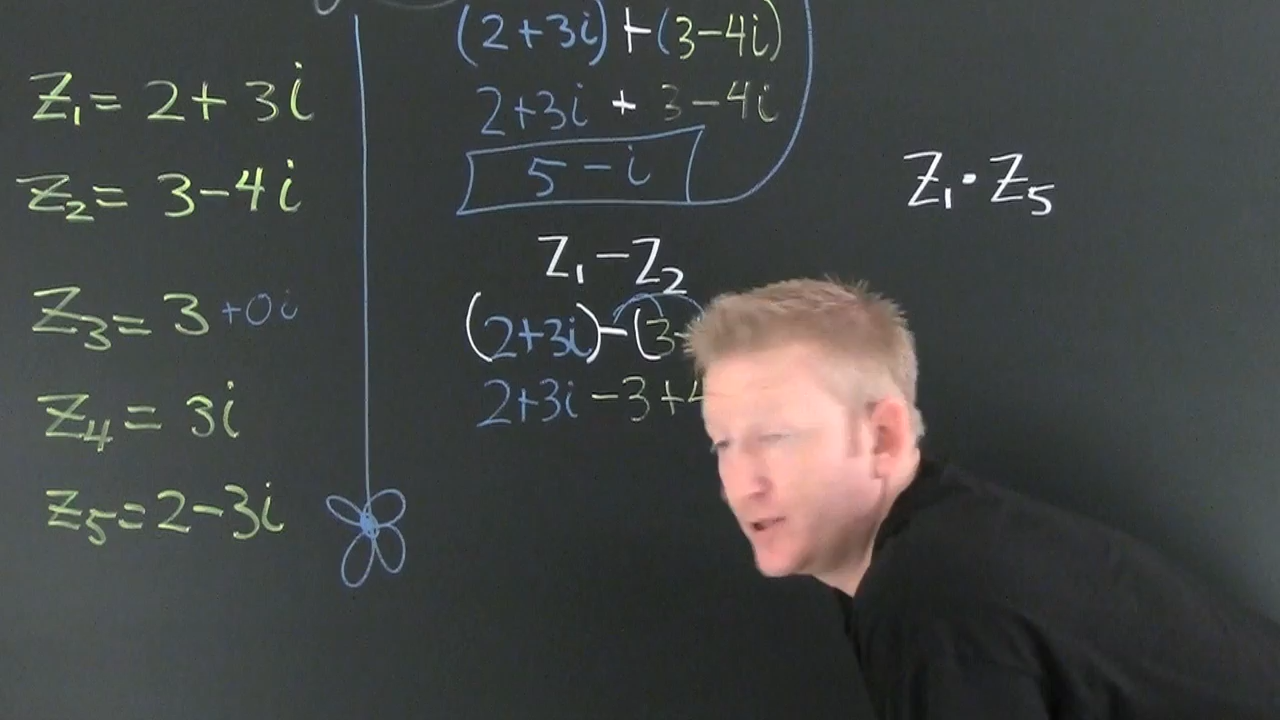 Z₁ = 2 + 3i
Z₂ = 3 - 4i
Z₃ = 3 + 0i
Z₄ = 3i
Z₅ = 2 - 3i
(2 + 3i) + (3 - 4i)
2 + 3i + 3 - 4i
5 - i
Z₁ - Z₂
(2 + 3i) - (3 -
2 + 3i - 3 + 4
Z₁ · Z₅